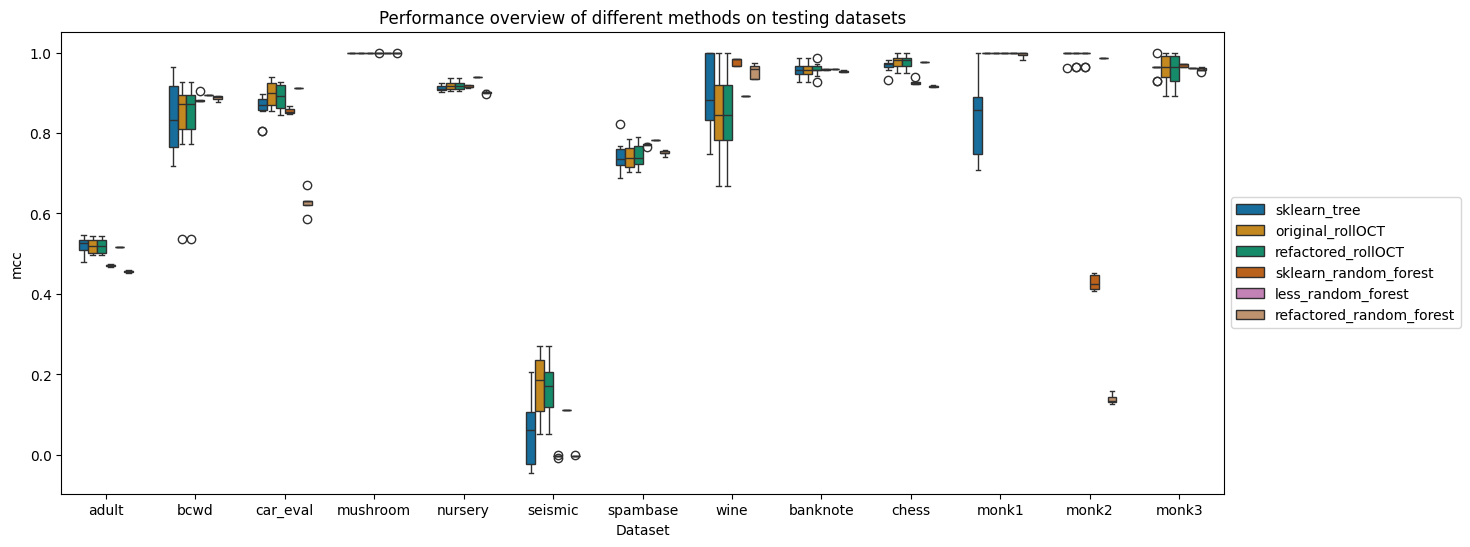 Performance overview of different methods on testing datasets
mcc
1.0
0.8
0.6
0.4
0.2
0.0
adult bcwd car_eval mushroom nursery seismic spambase wine banknote chess monk1 monk2 monk3
Dataset
sklearn_tree
original_rollOCT
refactored_rollOCT
sklearn_random_forest
less_random_forest
refactored_random_forest